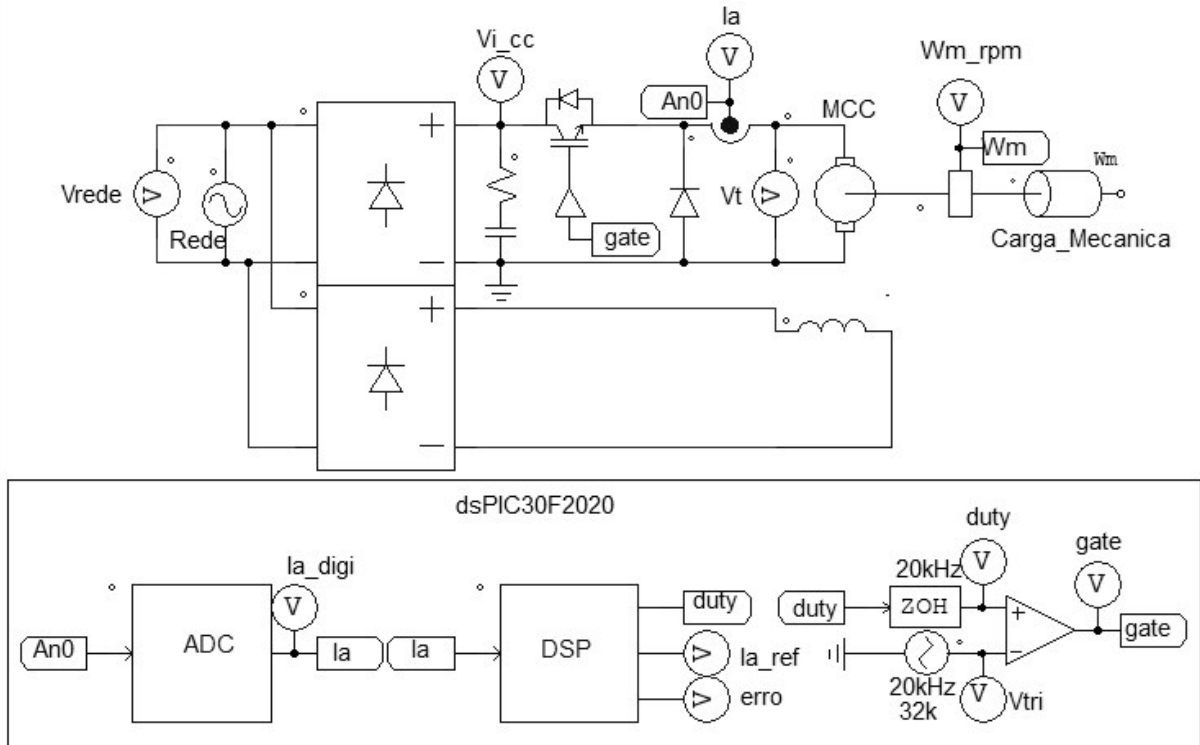 Ia
Vi_cc
V
V
Wm_rpm
An0
MCC
V
+
Wm
Wm
Vrede
V
V
Vt
Rede
gate
Carga_Mecanica
−
+
−
dsPIC30F2020
duty
gate
Ia_digi
20kHz
V
V
V
duty
duty
ZOH
+
An0
ADC
Ia
Ia
DSP
V
Ia_ref
−
gate
20kHz
V
erro
V
Vtri
32k